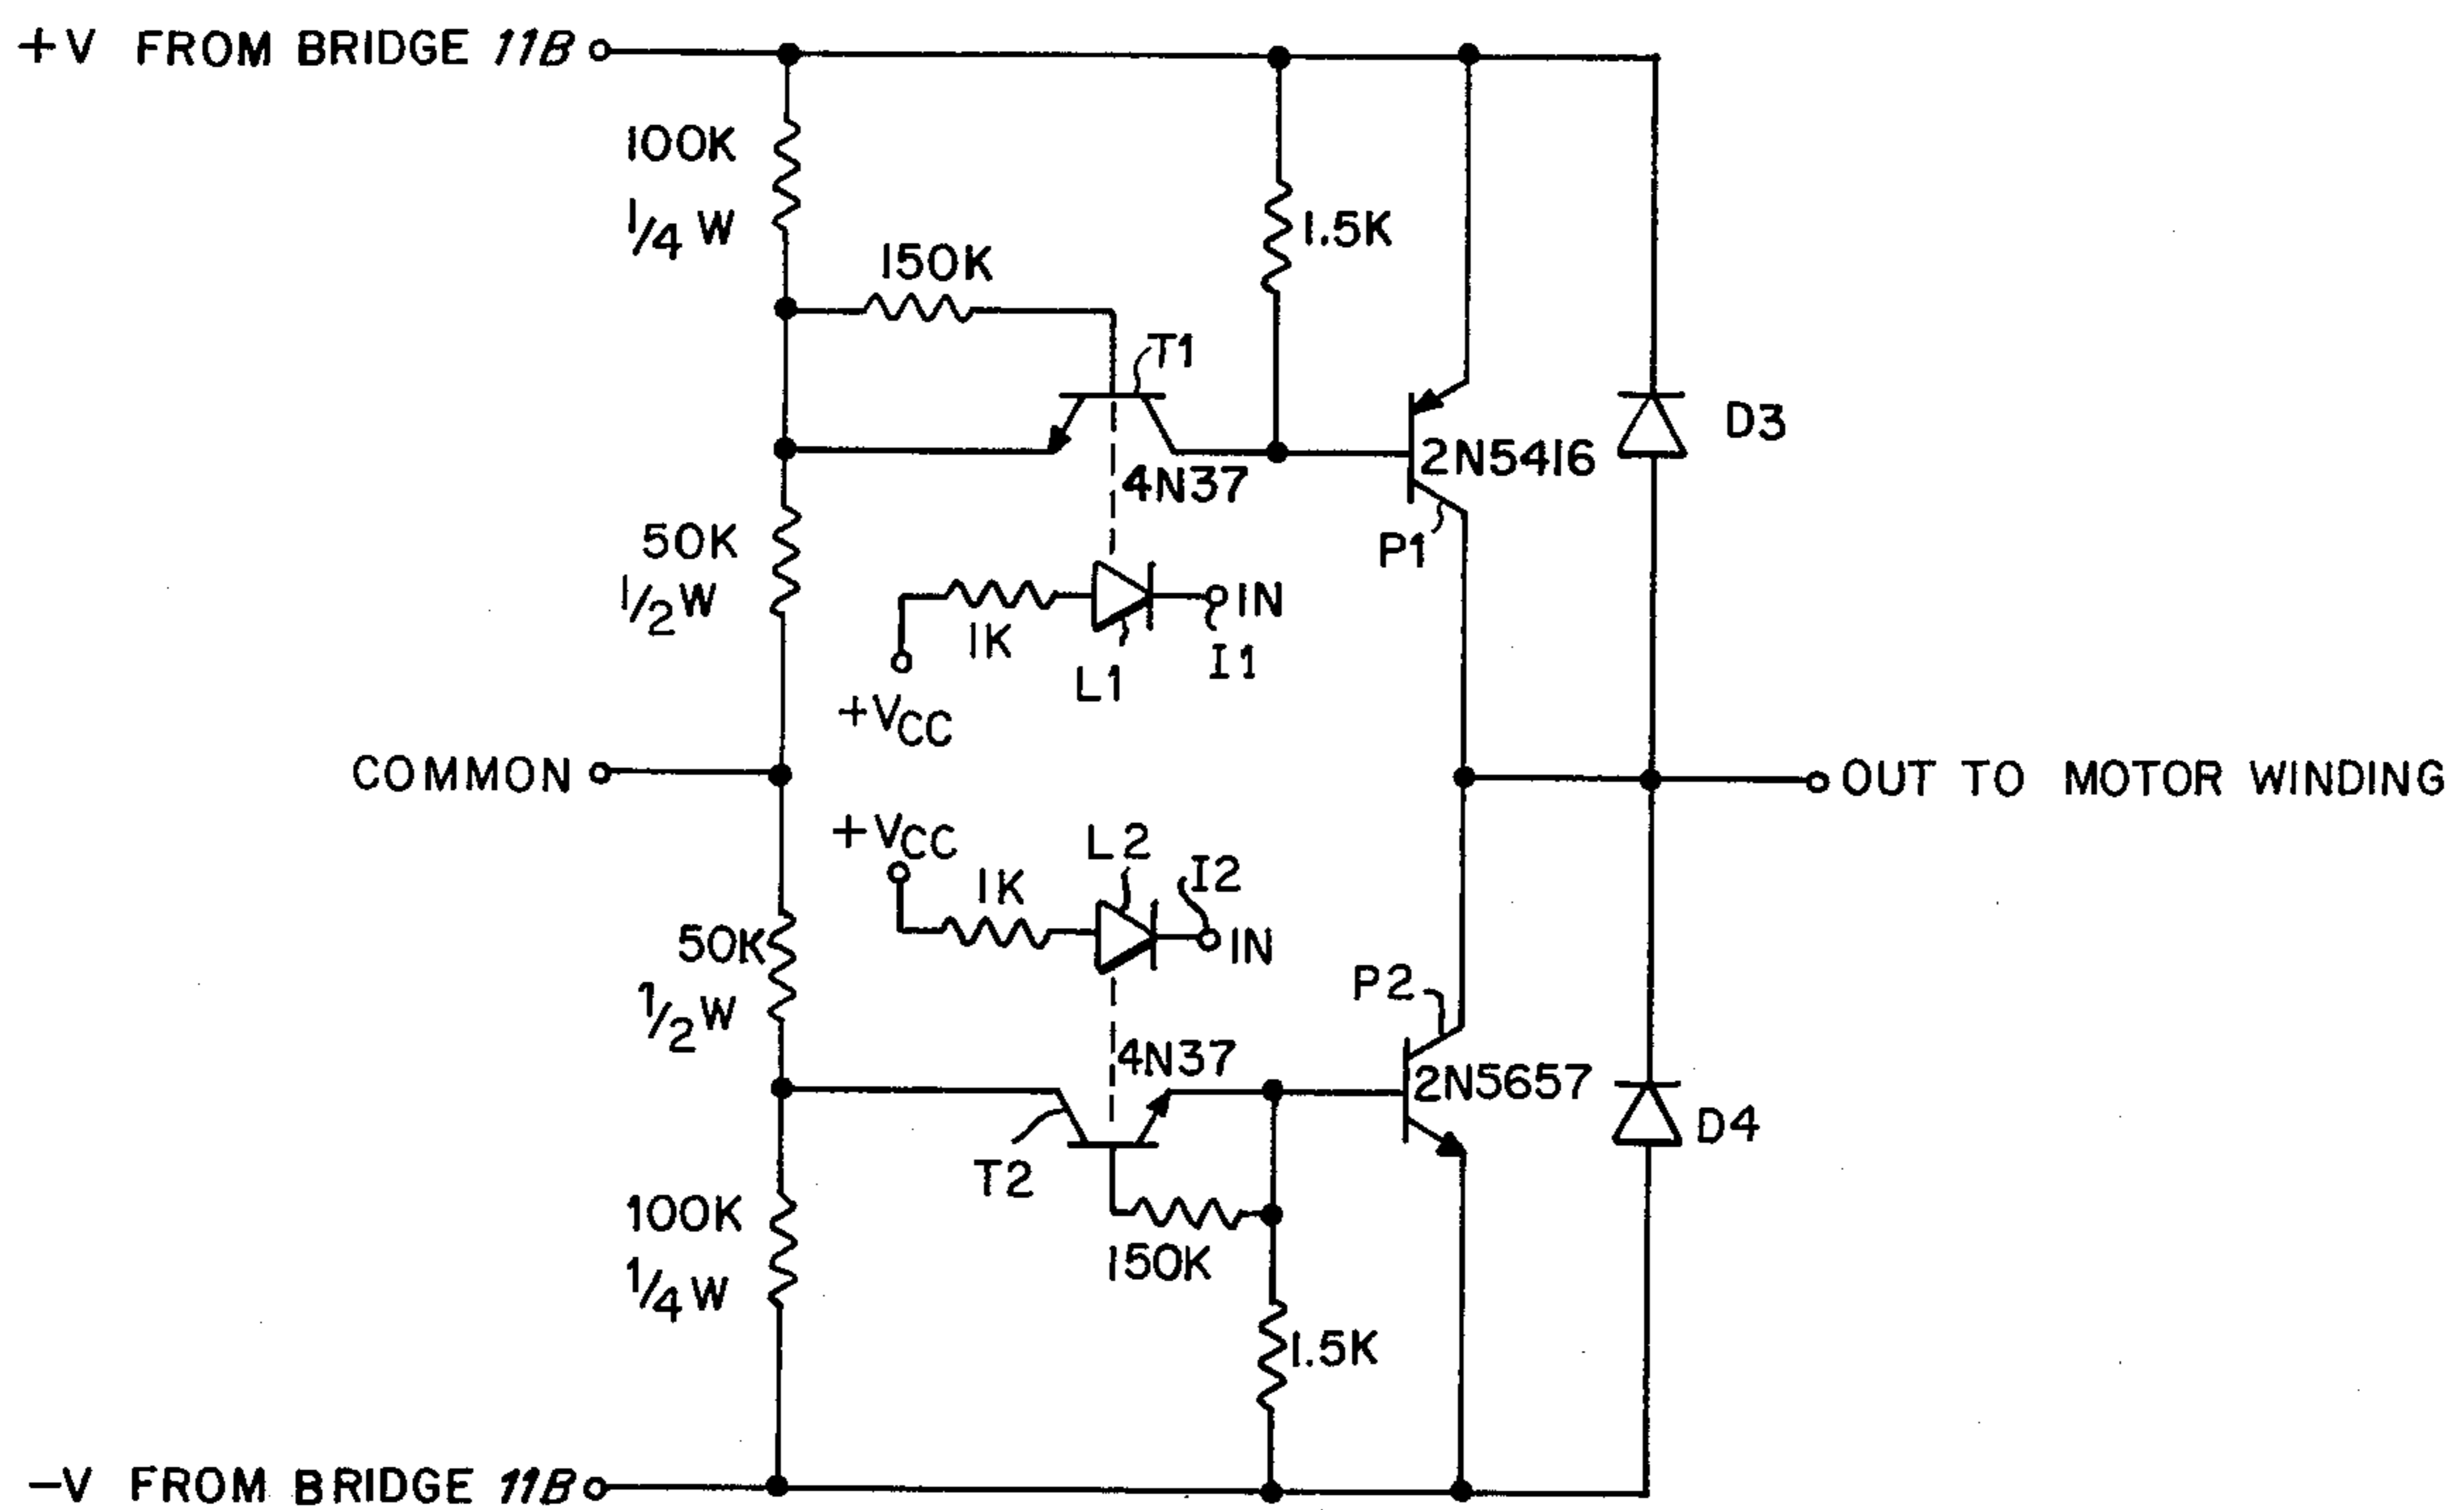 +V FROM BRIDGE 11B
100K
1/4 W
1.5K
150K
T1
D3
2N5416
4N37
50K
1/2 W
P1
IN
1K
I1
L1
+VCC
COMMON
OUT TO MOTOR WINDING
+VCC
L2
I2
1K
50K
IN
P2
1/2 W
4N37
2N5657
D4
T2
100K
150K
1/4 W
1.5K
-V FROM BRIDGE 11B